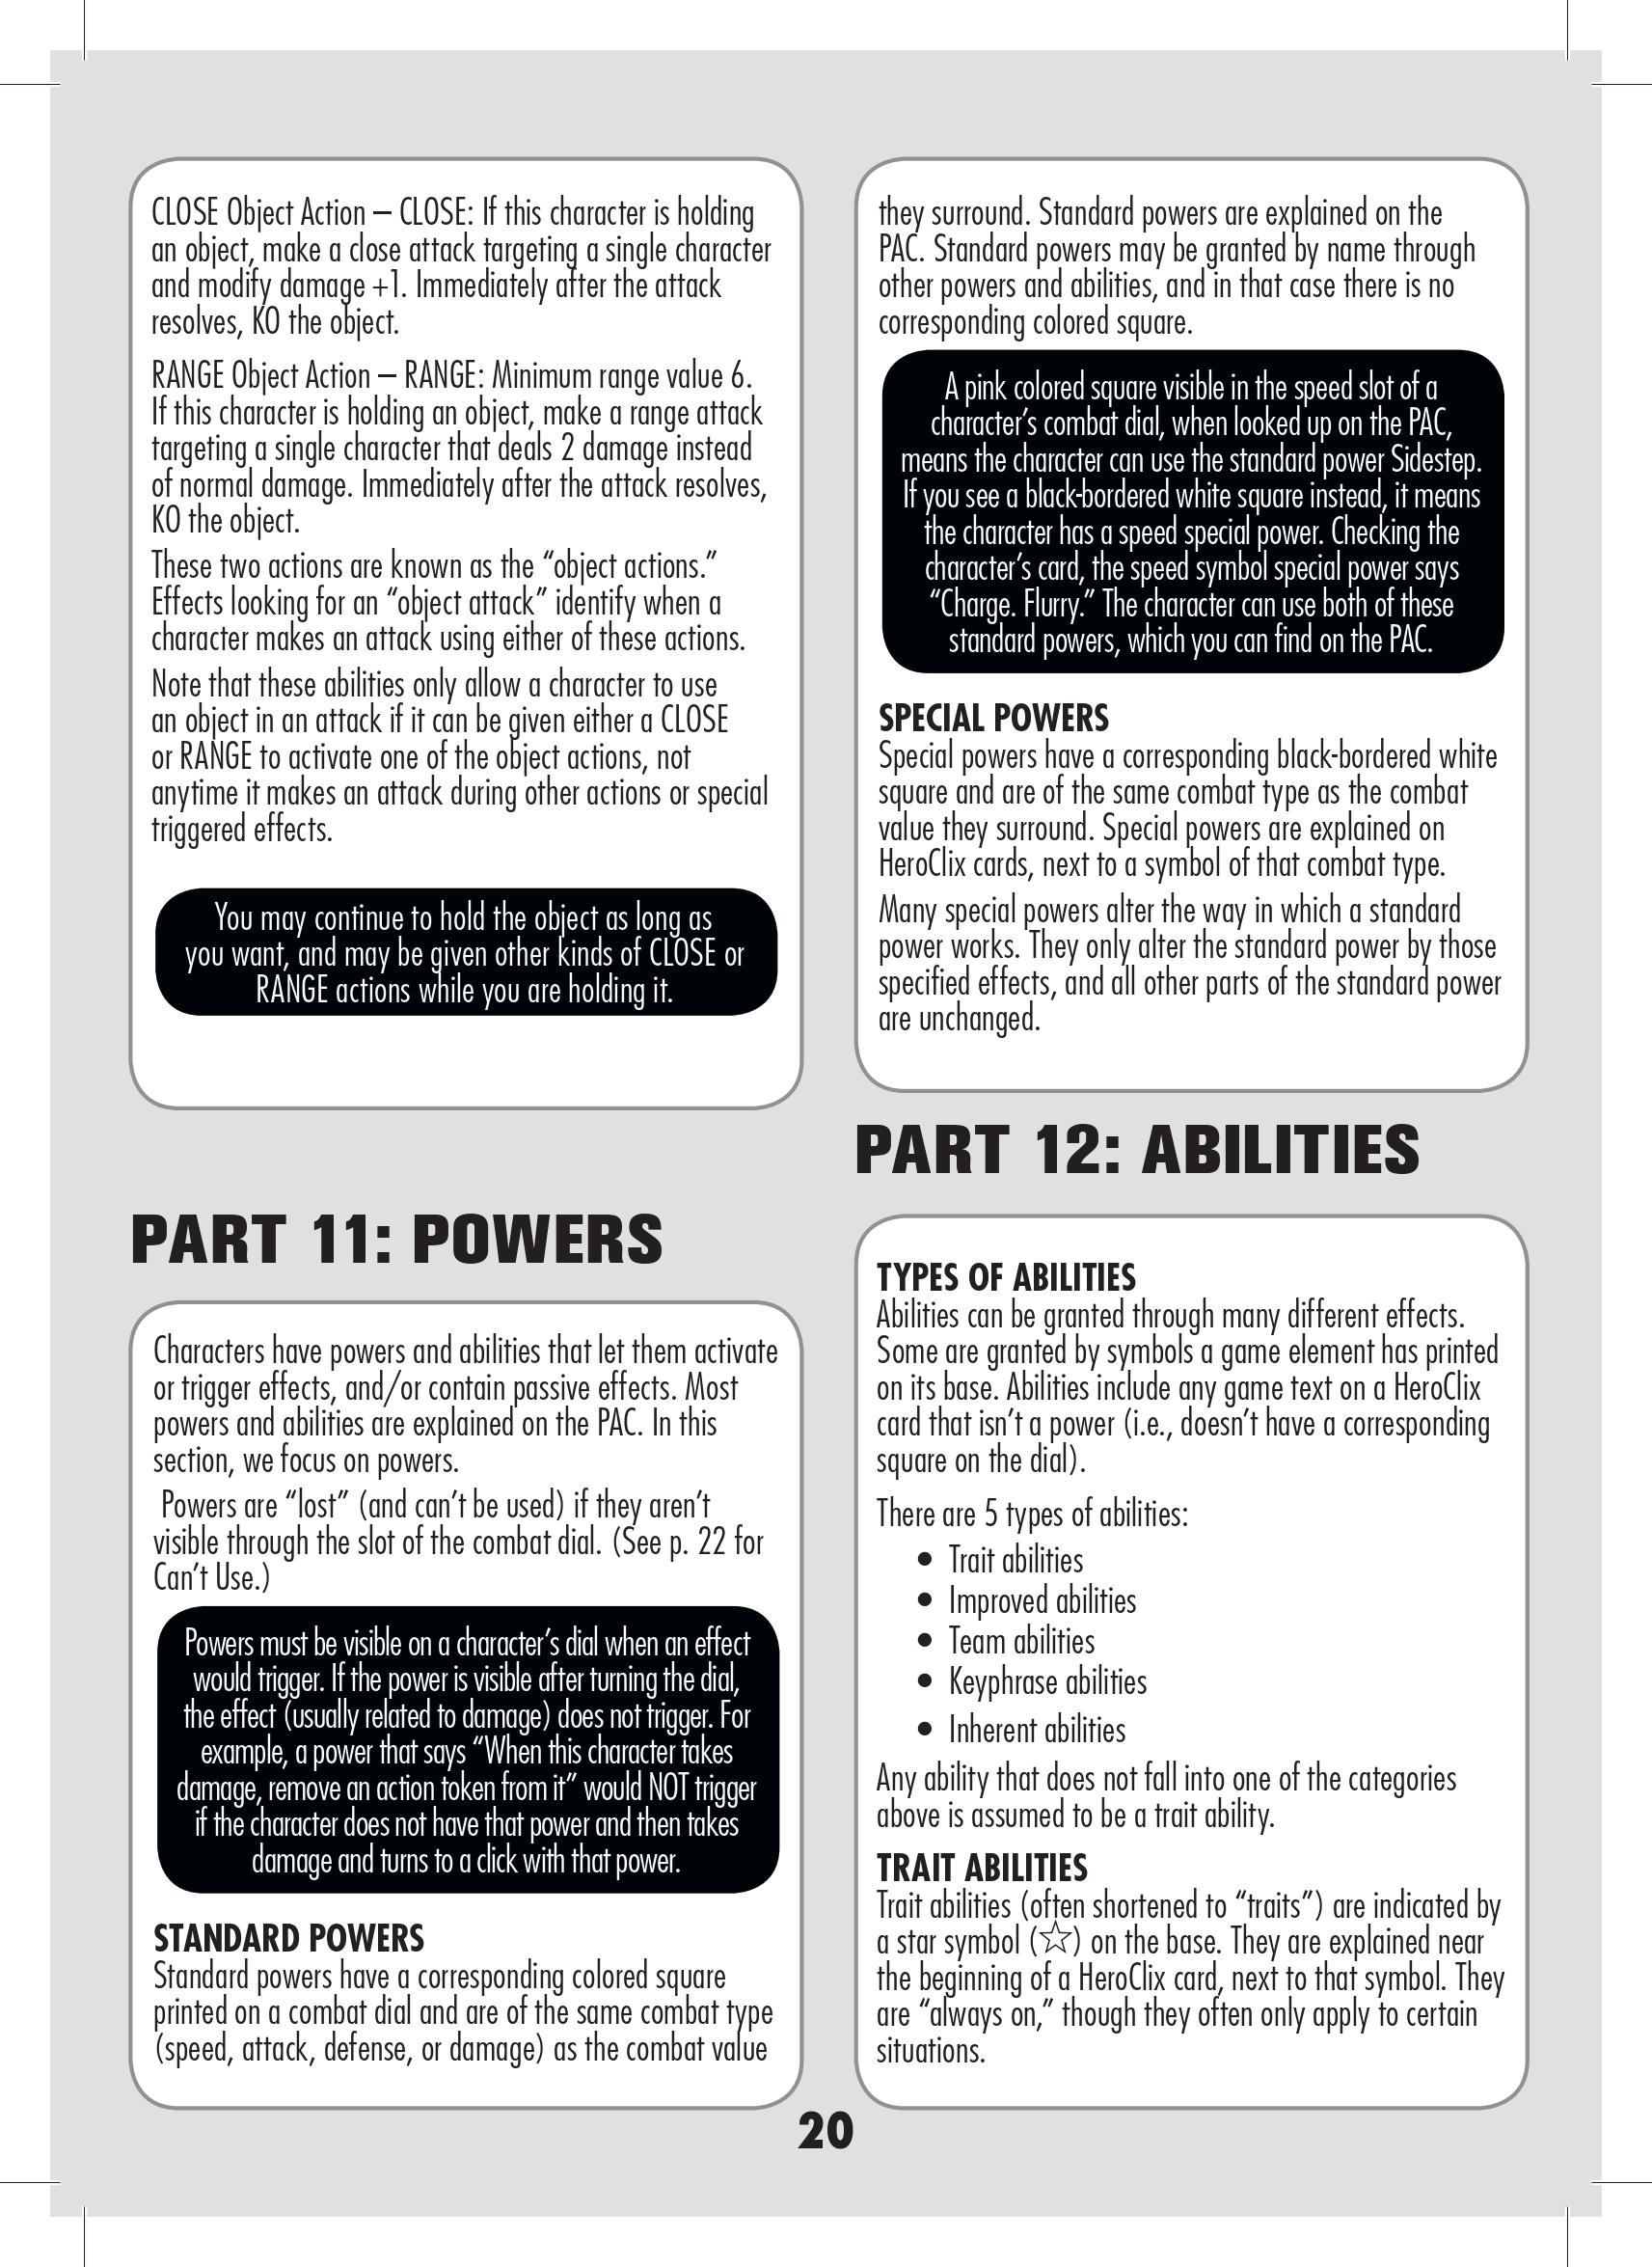 CLOSE Object Action – CLOSE: If this character is holding
an object, make a close attack targeting a single character
and modify damage +1. Immediately after the attack
resolves, KO the object.
RANGE Object Action – RANGE: Minimum range value 6.
If this character is holding an object, make a range attack
targeting a single character that deals 2 damage instead
of normal damage. Immediately after the attack resolves,
KO the object.
These two actions are known as the “object actions.”
Effects looking for an “object attack” identify when a
character makes an attack using either of these actions.
Note that these abilities only allow a character to use
an object in an attack if it can be given either a CLOSE
or RANGE to activate one of the object actions, not
anytime it makes an attack during other actions or special
triggered effects.
You may continue to hold the object as long as
you want, and may be given other kinds of CLOSE or
RANGE actions while you are holding it.
PART 11: POWERS
Characters have powers and abilities that let them activate
or trigger effects, and/or contain passive effects. Most
powers and abilities are explained on the PAC. In this
section, we focus on powers.
Powers are “lost” (and can’t be used) if they aren’t
visible through the slot of the combat dial. (See p. 22 for
Can’t Use.)
Powers must be visible on a character’s dial when an effect
would trigger. If the power is visible after turning the dial,
the effect (usually related to damage) does not trigger. For
example, a power that says “When this character takes
damage, remove an action token from it” would NOT trigger
if the character does not have that power and then takes
damage and turns to a click with that power.
STANDARD POWERS
Standard powers have a corresponding colored square
printed on a combat dial and are of the same combat type
(speed, attack, defense, or damage) as the combat value
they surround. Standard powers are explained on the
PAC. Standard powers may be granted by name through
other powers and abilities, and in that case there is no
corresponding colored square.
A pink colored square visible in the speed slot of a
character’s combat dial, when looked up on the PAC,
means the character can use the standard power Sidestep.
If you see a black-bordered white square instead, it means
the character has a speed special power. Checking the
character’s card, the speed symbol special power says
“Charge. Flurry.” The character can use both of these
standard powers, which you can find on the PAC.
SPECIAL POWERS
Special powers have a corresponding black-bordered white
square and are of the same combat type as the combat
value they surround. Special powers are explained on
HeroClix cards, next to a symbol of that combat type.
Many special powers alter the way in which a standard
power works. They only alter the standard power by those
specified effects, and all other parts of the standard power
are unchanged.
PART 12: ABILITIES
TYPES OF ABILITIES
Abilities can be granted through many different effects.
Some are granted by symbols a game element has printed
on its base. Abilities include any game text on a HeroClix
card that isn’t a power (i.e., doesn’t have a corresponding
square on the dial).
There are 5 types of abilities:
• Trait abilities
• Improved abilities
• Team abilities
• Keyphrase abilities
• Inherent abilities
Any ability that does not fall into one of the categories
above is assumed to be a trait ability.
TRAIT ABILITIES
Trait abilities (often shortened to “traits”) are indicated by
a star symbol (☆) on the base. They are explained near
the beginning of a HeroClix card, next to that symbol. They
are “always on,” though they often only apply to certain
situations.
20